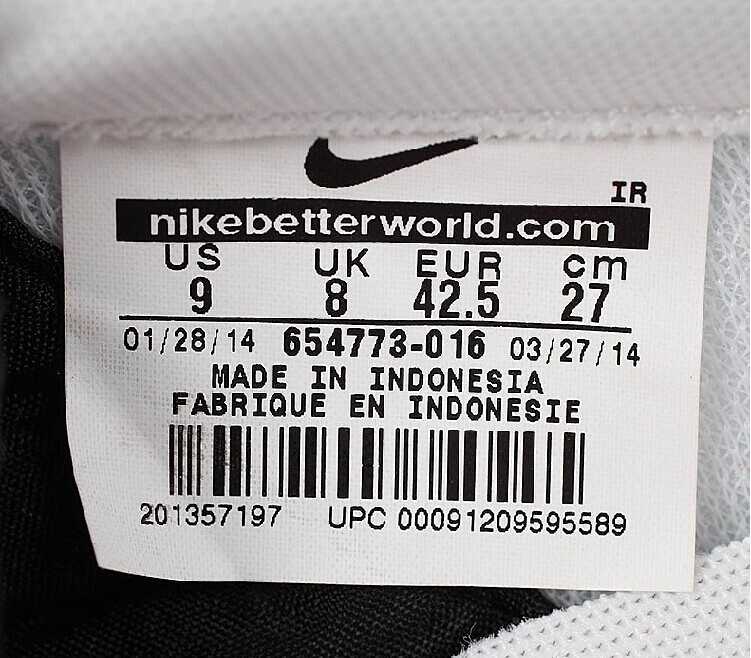 IR
nikebetterworld.com
US UK EUR cm
9 8 42.5 27
01/28/14 654773-016 03/27/14
MADE IN INDONESIA
FABRIQUE EN INDONESIE
201357197 UPC 00091209595589